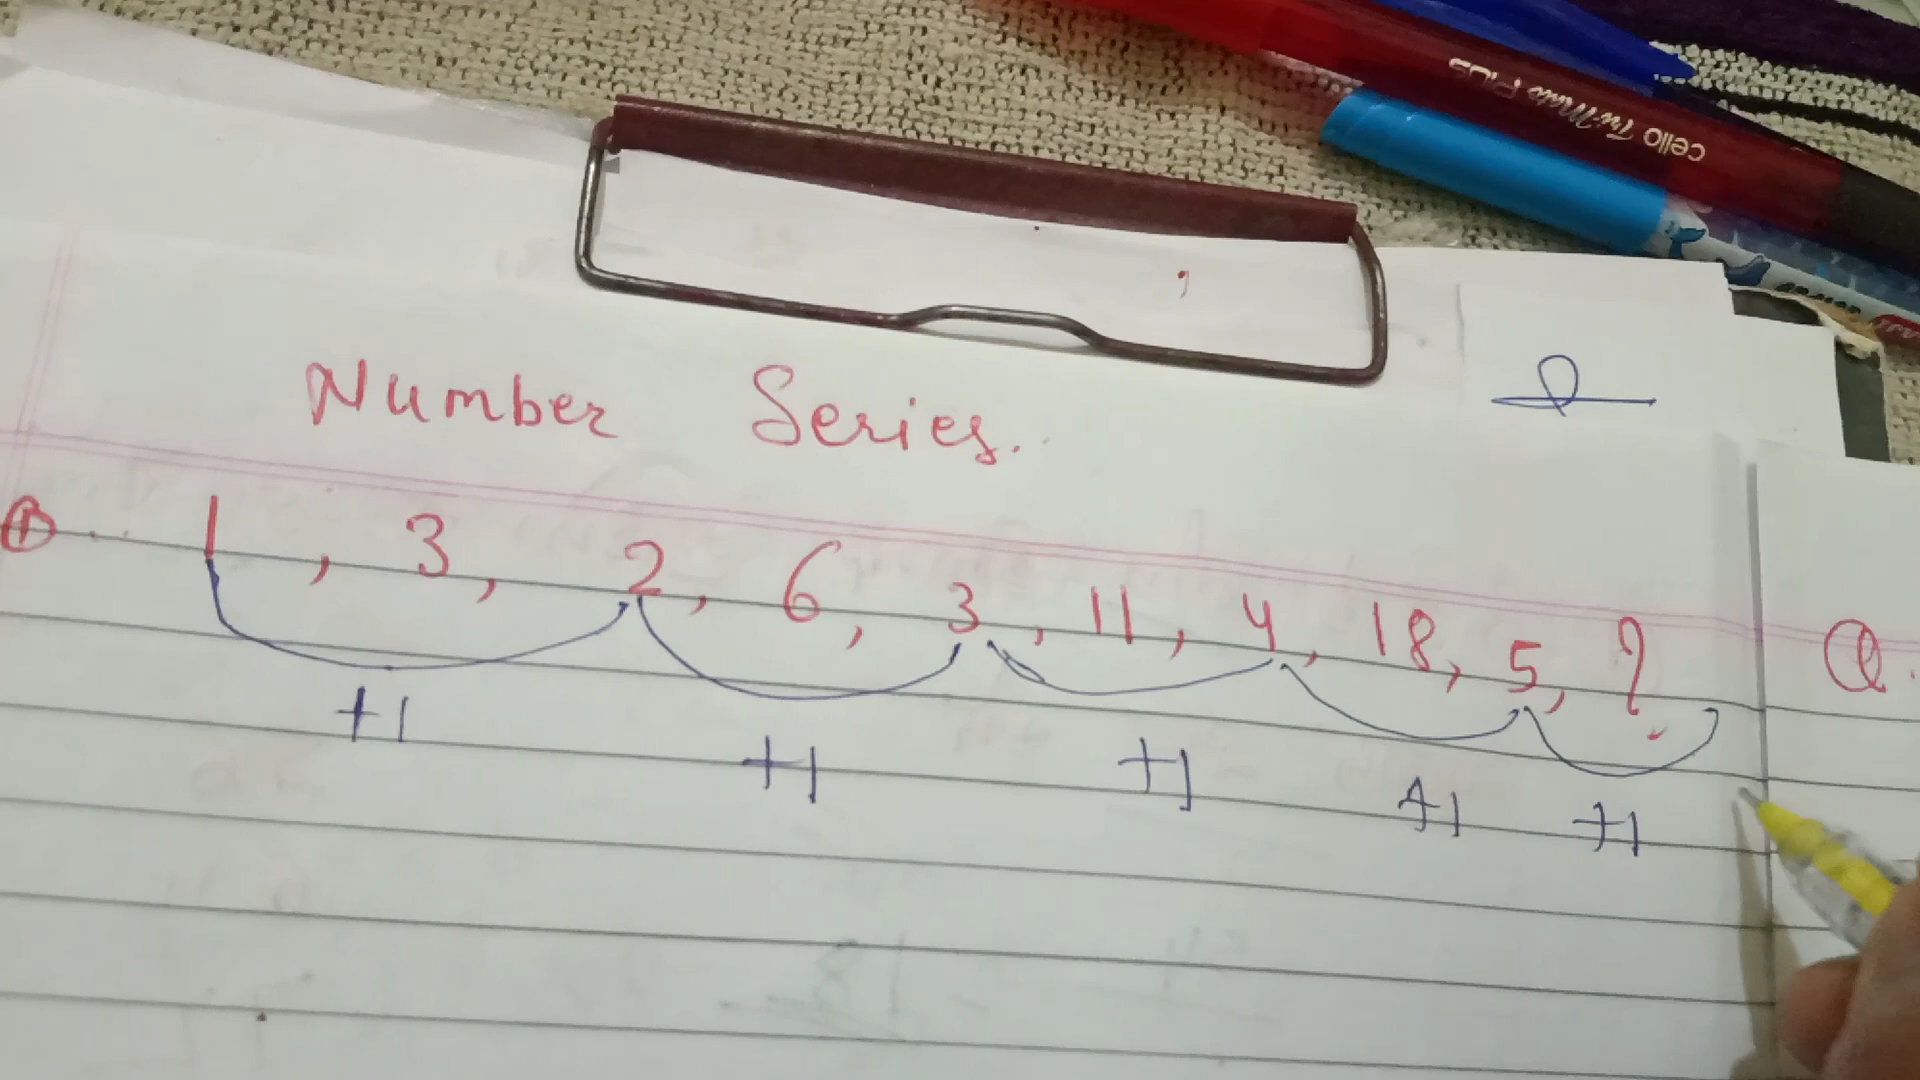 cello Tri-Mate Plus
Number Series.
① 1, 3, 2, 6, 3, 11, 4, 18, 5, ?
+1 +1 +1 +1 +1
Q.